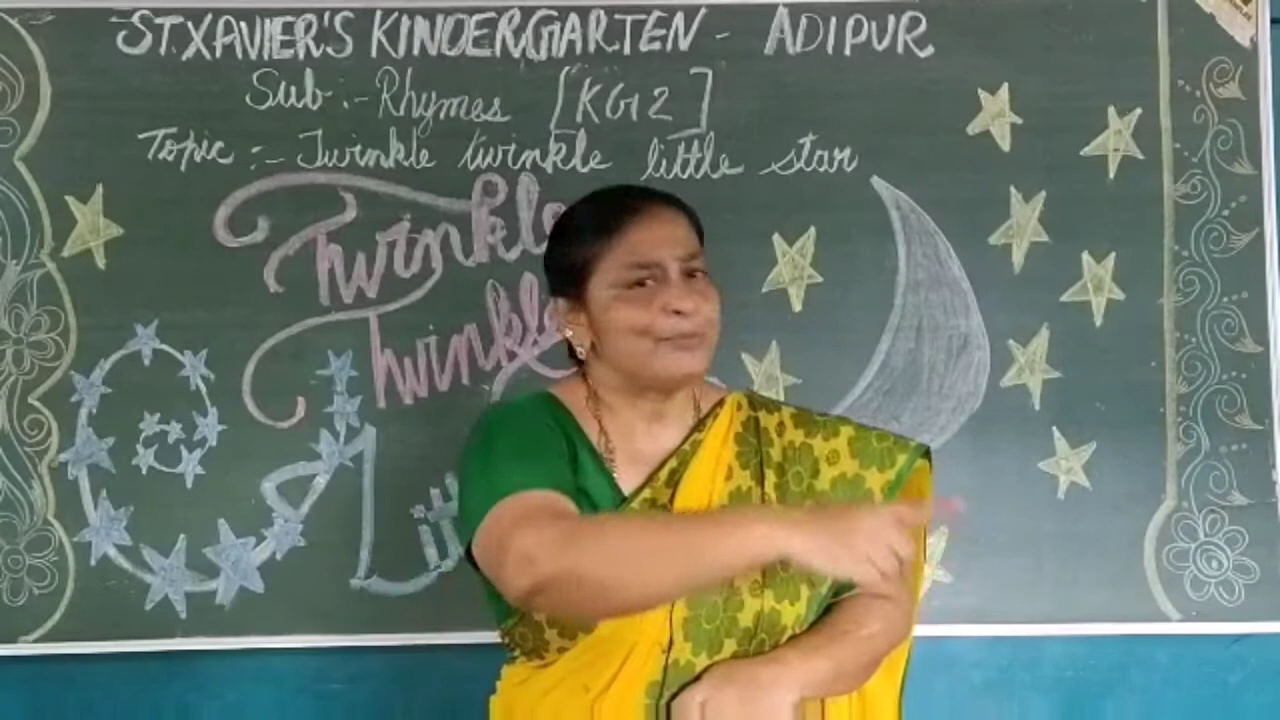 ST.XAVIER'S KINDERGARTEN - ADIPUR
Sub :- Rhymes [KG 2]
Topic :- Twinkle twinkle little star
Twinkle
Twinkle